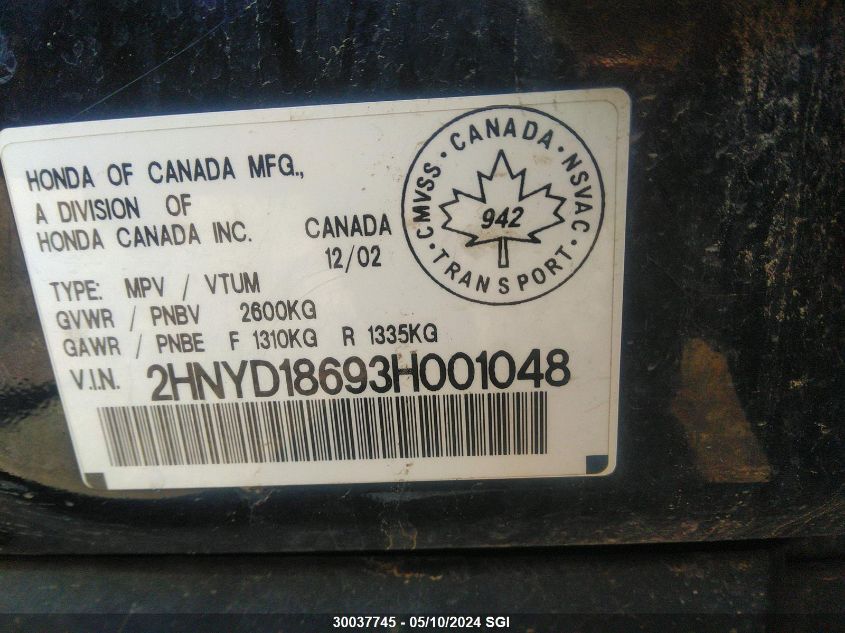 HONDA OF CANADA MFG.,
A DIVISION OF
HONDA CANADA INC.
CANADA
12/02
CMVSS · CANADA · NSVAC · TRANSPORT ·
942
TYPE: MPV / VTUM
GVWR / PNBV 2600KG
GAWR / PNBE F 1310KG R 1335KG
V.I.N. 2HNYD18693H001048
30037745 - 05/10/2024 SGI